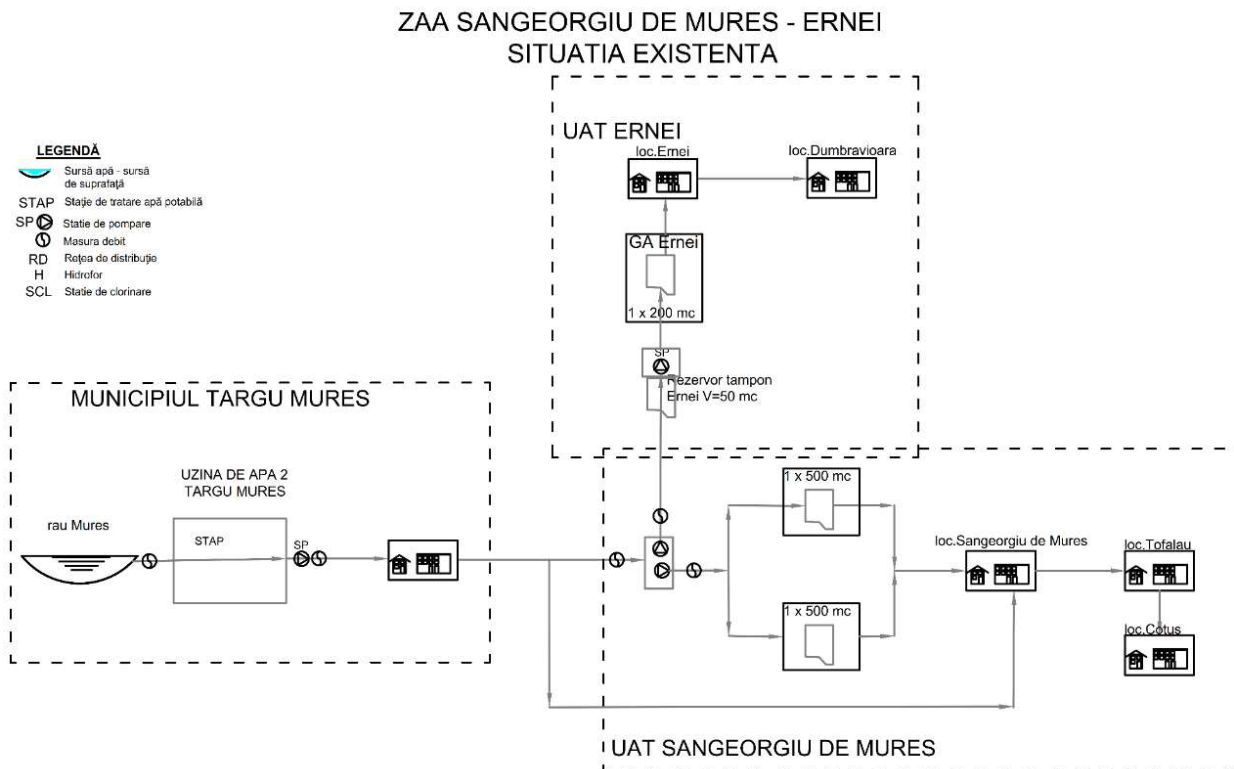 ZAA SANGEORGIU DE MURES - ERNEI
SITUATIA EXISTENTA
LEGENDĂ
Sursă apă - sursă
de suprafață
STAP Stație de tratare apă potabilă
SP Statie de pompare
Masura debit
RD Rețea de distribuție
H Hidrofor
SCL Statie de clorinare
UAT ERNEI
loc.Ernei
loc.Dumbravioara
GA Ernei
1 x 200 mc
SP
Rezervor tampon
Ernei V=50 mc
MUNICIPIUL TARGU MURES
UZINA DE APA 2
TARGU MURES
rau Mures
STAP
SP
1 x 500 mc
1 x 500 mc
loc.Sangeorgiu de Mures
loc.Tofalau
loc.Cotus
UAT SANGEORGIU DE MURES